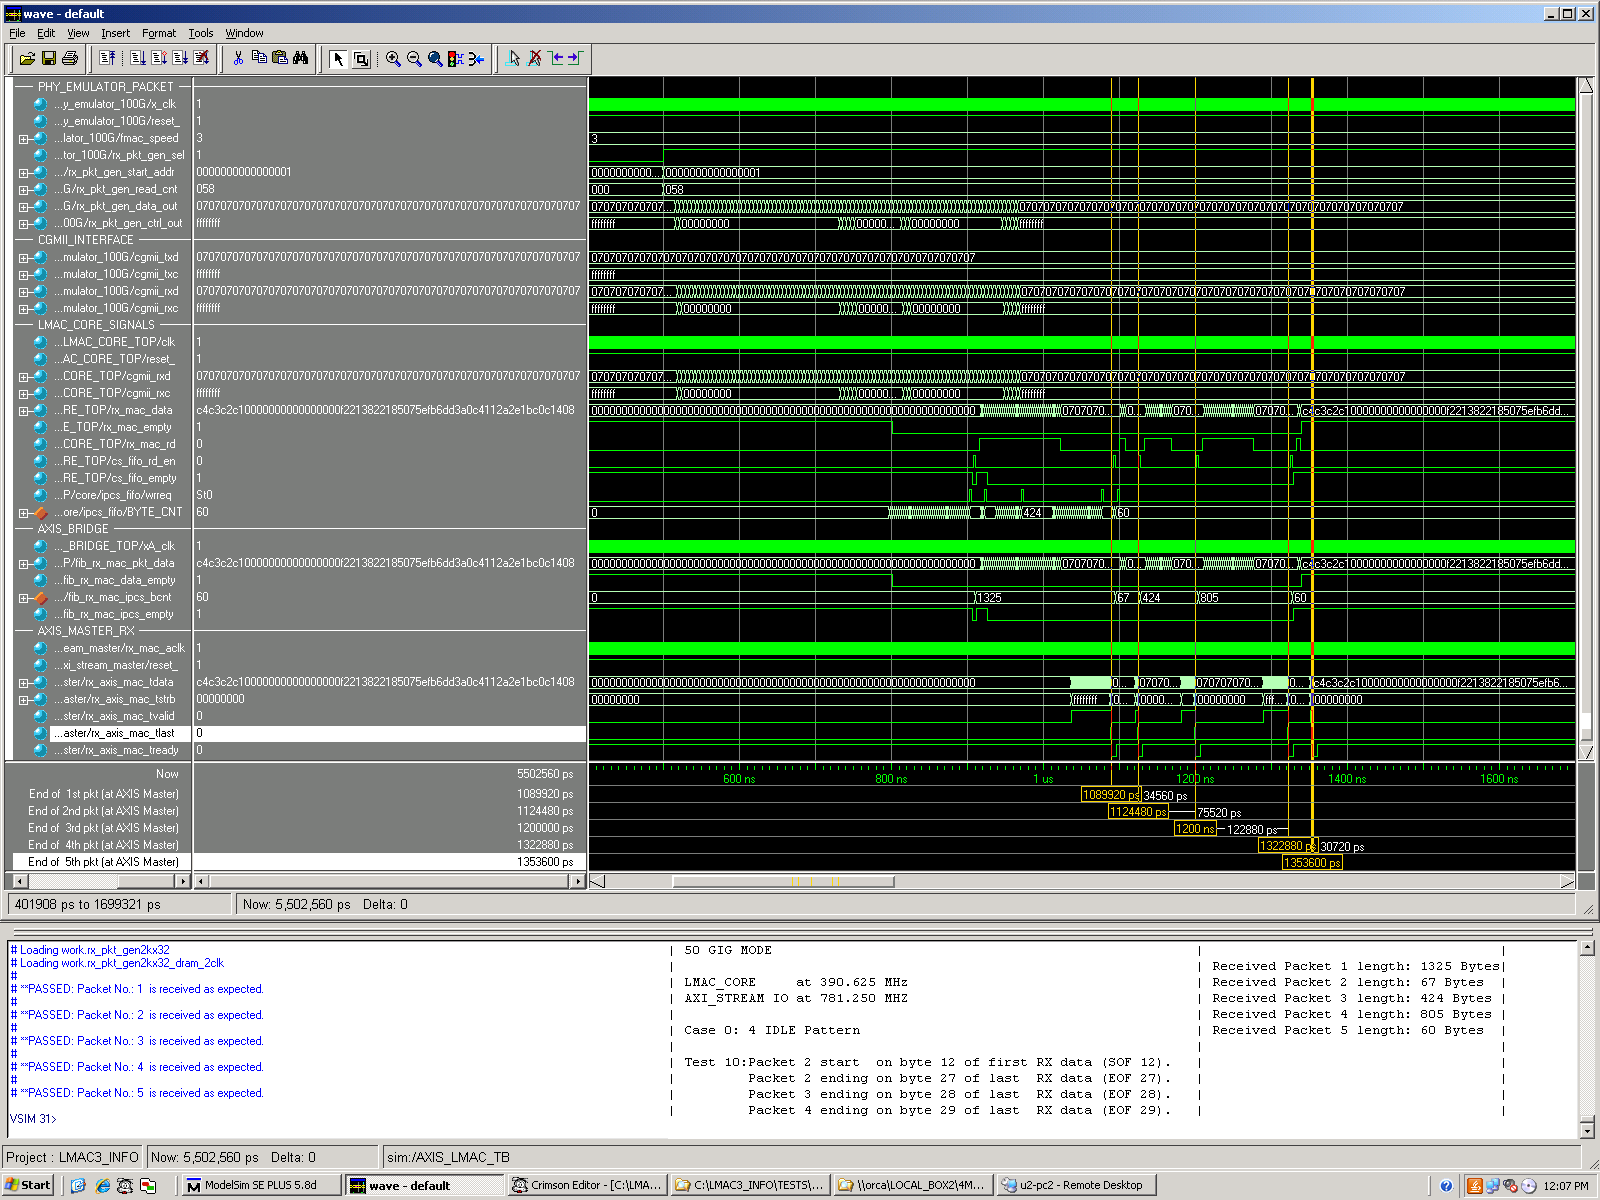 wave - default
File Edit View Insert Format Tools Window
PHY_EMULATOR_PACKET
...y_emulator_100G/x_clk 1
...y_emulator_100G/reset_ 1
...lator_100G/fmac_speed 3 3
...tor_100G/rx_pkt_gen_sel 1
.../rx_pkt_gen_start_addr 0000000000000001 0000000000... 0000000000000001
...G/rx_pkt_gen_read_cnt 058 000 058
...G/rx_pkt_gen_data_out
...00G/rx_pkt_gen_ctrl_out ffffffff ffffffff 00000000 00000... 00000000 ffffffff
CGMII_INTERFACE
...mulator_100G/cgmii_txd
...mulator_100G/cgmii_txc ffffffff ffffffff
...mulator_100G/cgmii_rxd
...mulator_100G/cgmii_rxc ffffffff ffffffff 00000000 00000... 00000000 ffffffff
LMAC_CORE_SIGNALS
...LMAC_CORE_TOP/clk 1
...AC_CORE_TOP/reset_ 1
...CORE_TOP/cgmii_rxd
...CORE_TOP/cgmii_rxc ffffffff ffffffff 00000000 00000... 00000000 ffffffff
...RE_TOP/rx_mac_data c4c3c2c10000000000000000f2213822185075efb6dd3a0c4112a2e1bc0c1408 070707... 0... 070... 07070... c4c3c2c10000000000000000f2213822185075efb6dd...
...E_TOP/rx_mac_empty 1
...CORE_TOP/rx_mac_rd 0
...RE_TOP/cs_fifo_rd_en 0
...RE_TOP/cs_fifo_empty 1
...P/core/ipcs_fifo/wrreq St0
...ore/ipcs_fifo/BYTE_CNT 60 0 424 60
AXIS_BRIDGE
..._BRIDGE_TOP/xA_clk 1
...P/fib_rx_mac_pkt_data c4c3c2c10000000000000000f2213822185075efb6dd3a0c4112a2e1bc0c1408 070707... 0... 070... 07070... c4c3c2c10000000000000000f2213822185075efb6dd...
...fib_rx_mac_data_empty 1
.../fib_rx_mac_ipcs_bcnt 60 0 1325 67 424 805 60
...fib_rx_mac_ipcs_empty 1
AXIS_MASTER_RX
...eam_master/rx_mac_aclk 1
...xi_stream_master/reset_ 1
...ster/rx_axis_mac_tdata c4c3c2c10000000000000000f2213822185075efb6dd3a0c4112a2e1bc0c1408 0... 07070... 070707070... 0... c4c3c2c10000000000000000f2213822185075efb6...
...aster/rx_axis_mac_tstrb 00000000 00000000 ffffffff 0... 0000... 00000000 fff... 0... 00000000
...ster/rx_axis_mac_tvalid 0
...aster/rx_axis_mac_tlast 0
...ster/rx_axis_mac_tready 0
Now 5502560 ps 600 ns 800 ns 1 us 1200 ns 1400 ns 1600 ns
End of 1st pkt (at AXIS Master) 1089920 ps 1089920 ps 34560 ps
End of 2nd pkt (at AXIS Master) 1124480 ps 1124480 ps 75520 ps
End of 3rd pkt (at AXIS Master) 1200000 ps 1200 ns 122880 ps
End of 4th pkt (at AXIS Master) 1322880 ps 1322880 ps 30720 ps
End of 5th pkt (at AXIS Master) 1353600 ps 1353600 ps
401908 ps to 1699321 ps Now: 5,502,560 ps Delta: 0
# Loading work.rx_pkt_gen2kx32
# Loading work.rx_pkt_gen2kx32_dram_2clk
#
# **PASSED: Packet No.: 1 is received as expected.
#
# **PASSED: Packet No.: 2 is received as expected.
#
# **PASSED: Packet No.: 3 is received as expected.
#
# **PASSED: Packet No.: 4 is received as expected.
#
# **PASSED: Packet No.: 5 is received as expected.
VSIM 31>
| 50 GIG MODE
| LMAC_CORE at 390.625 MHz
| AXI_STREAM IO at 781.250 MHZ
| Case 0: 4 IDLE Pattern
| Test 10:Packet 2 start on byte 12 of first RX data (SOF 12).
| Packet 2 ending on byte 27 of last RX data (EOF 27).
| Packet 3 ending on byte 28 of last RX data (EOF 28).
| Packet 4 ending on byte 29 of last RX data (EOF 29).
| Received Packet 1 length: 1325 Bytes|
| Received Packet 2 length: 67 Bytes |
| Received Packet 3 length: 424 Bytes |
| Received Packet 4 length: 805 Bytes |
| Received Packet 5 length: 60 Bytes |
Project : LMAC3_INFO Now: 5,502,560 ps Delta: 0 sim:/AXIS_LMAC_TB
Start ModelSim SE PLUS 5.8d wave - default Crimson Editor - [C:\LMA... C:\LMAC3_INFO\TESTS\... \\orca\LOCAL_BOX2\4M... u2-pc2 - Remote Desktop 12:07 PM